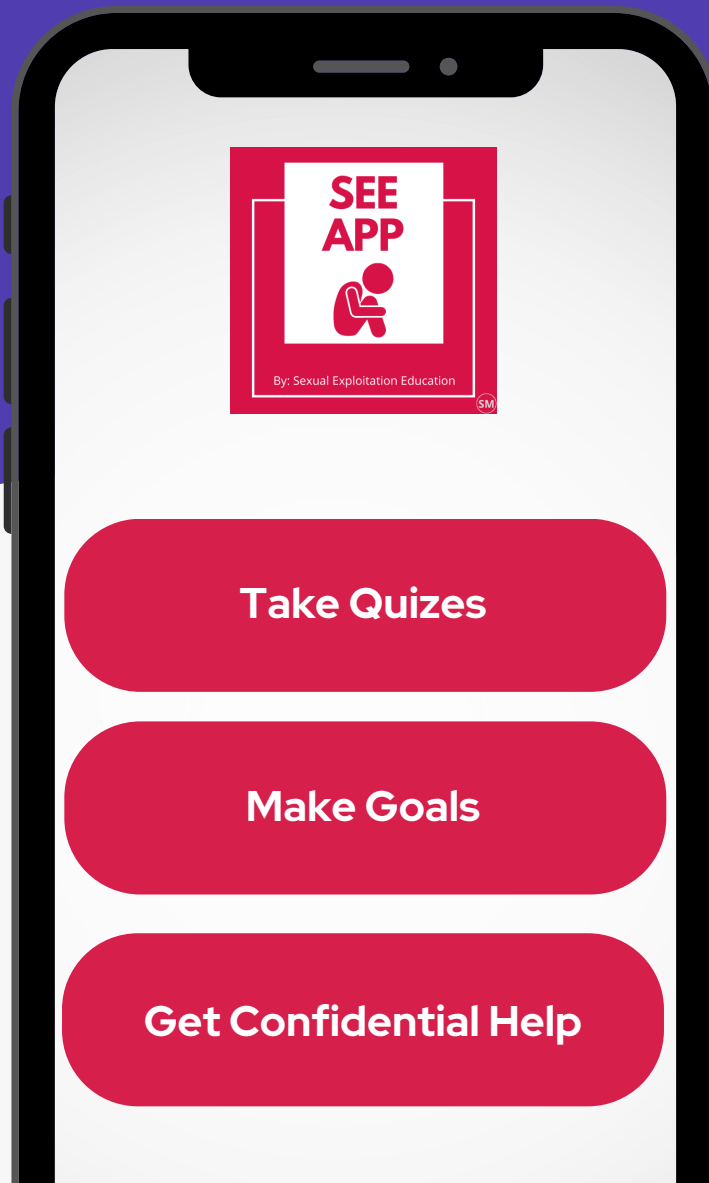 SEE
APP
By: Sexual Exploitation Education
SM
Take Quizes
Make Goals
Get Confidential Help